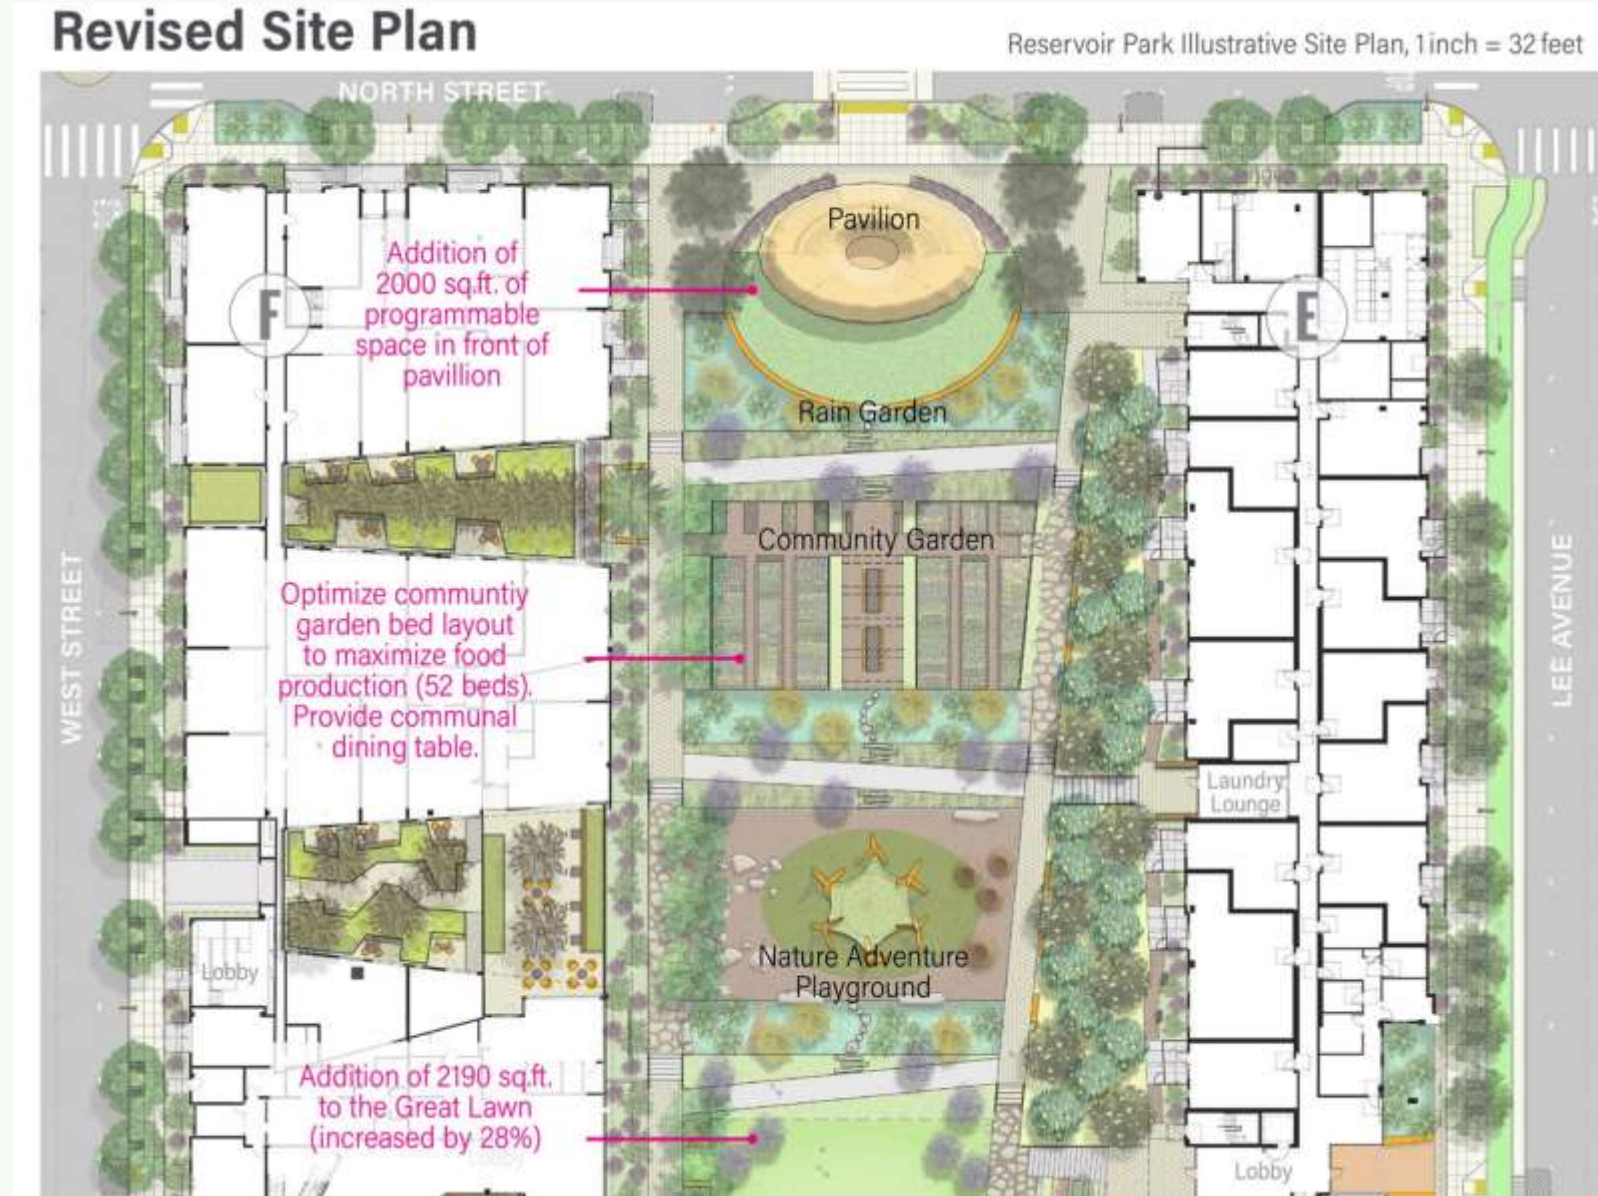 Revised Site Plan
Reservoir Park Illustrative Site Plan, 1 inch = 32 feet
NORTH STREET
Pavilion
Addition of
2000 sq.ft. of
programmable
space in front of
pavillion
F
E
Rain Garden
Community Garden
WEST STREET
LEE AVENUE
Optimize communtiy
garden bed layout
to maximize food
production (52 beds).
Provide communal
dining table.
Laundry
Lounge
Nature Adventure
Playground
Lobby
Addition of 2190 sq.ft.
to the Great Lawn
(increased by 28%)
Lobby
Lobby